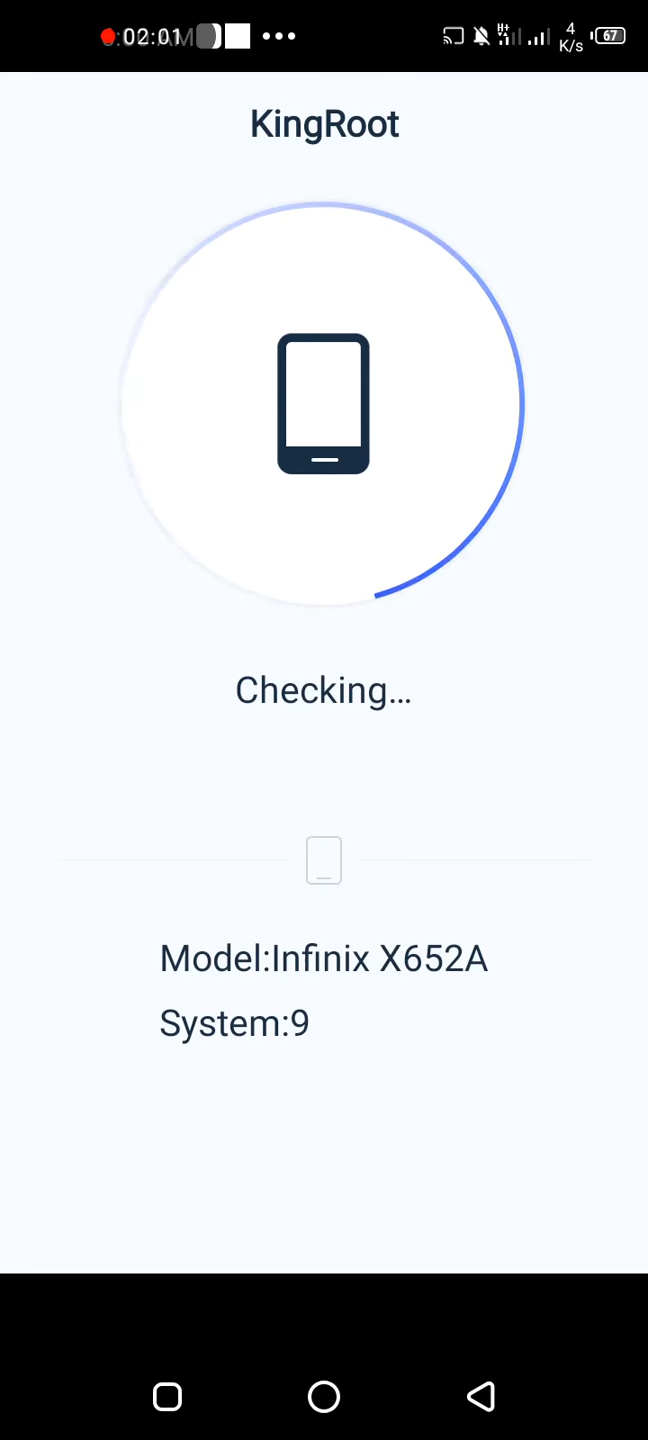 02:01
H+
4
K/s
67
KingRoot
Checking...
Model:Infinix X652A
System:9